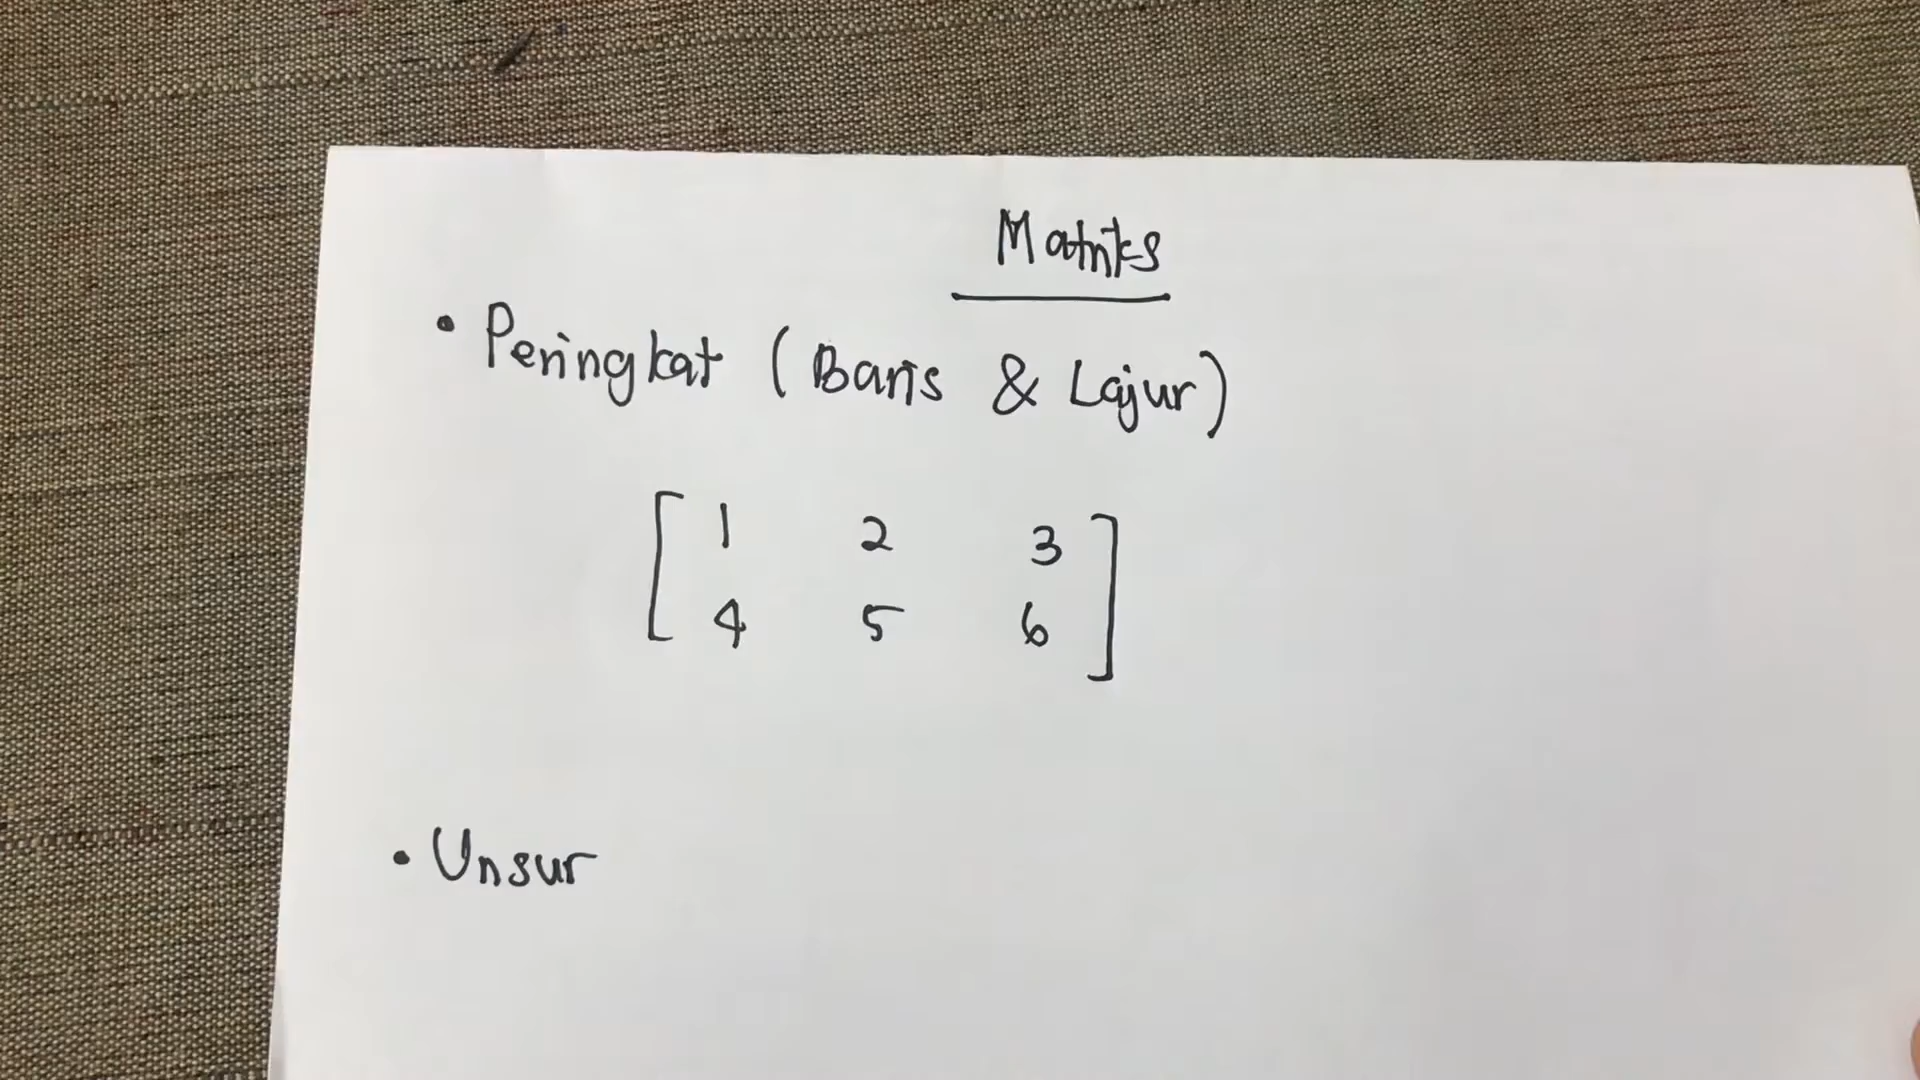 Matriks
• Peringkat (Baris & Lajur)
[ 1 2 3 ]
[ 4 5 6 ]
• Unsur